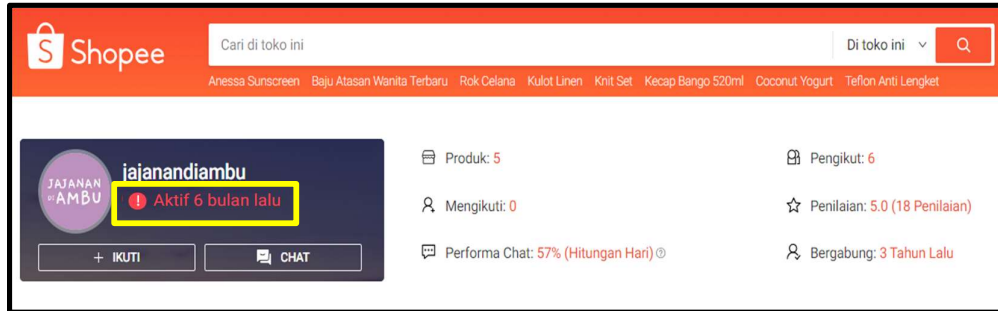 Shopee
Cari di toko ini
Di toko ini
Anessa Sunscreen Baju Atasan Wanita Terbaru Rok Celana Kulot Linen Knit Set Kecap Bango 520ml Coconut Yogurt Teflon Anti Lengket
JAJANAN
DI AMBU
jajanandiambu
Aktif 6 bulan lalu
+ IKUTI
CHAT
Produk: 5
Mengikuti: 0
Performa Chat: 57% (Hitungan Hari)
Pengikut: 6
Penilaian: 5.0 (18 Penilaian)
Bergabung: 3 Tahun Lalu